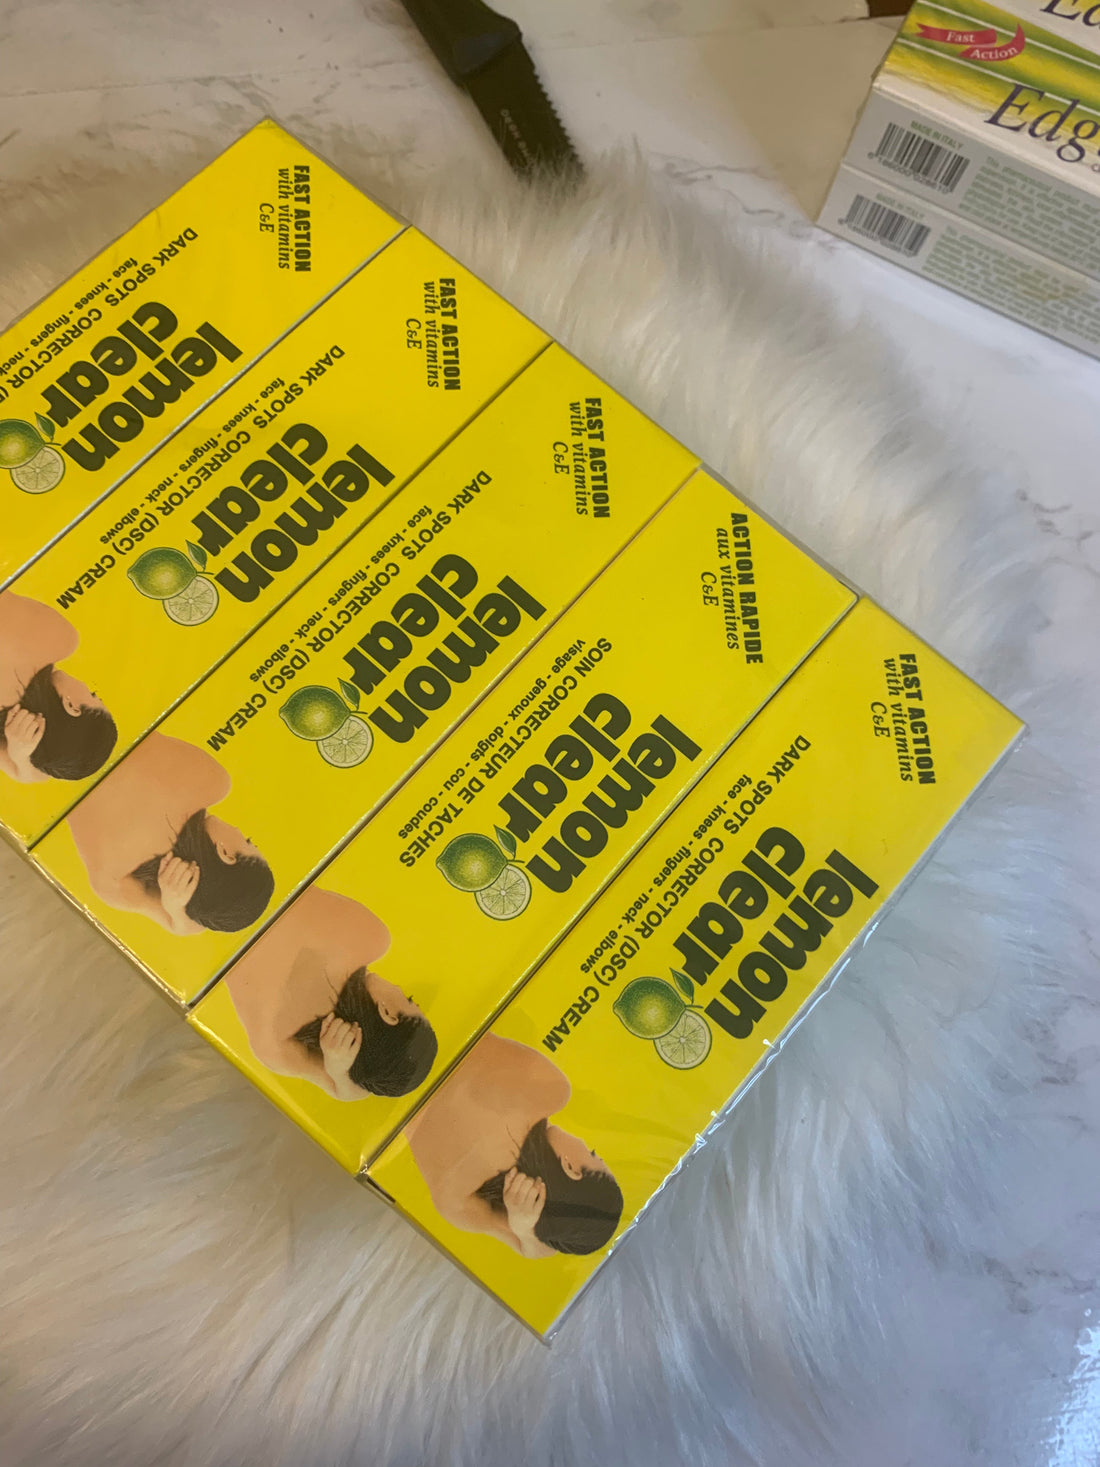 Fast
Action
Edg
MADE IN ITALY
MADE IN ITALY
FAST ACTION
with vitamins
C&E
DARK SPOTS CORRECTOR
face - knees - fingers - neck
lemon
clear
FAST ACTION
with vitamins
C&E
DARK SPOTS CORRECTOR (DSC) CREAM
face - knees - fingers - neck - elbows
lemon
clear
FAST ACTION
with vitamins
C&E
DARK SPOTS CORRECTOR (DSC) CREAM
face - knees - fingers - neck - elbows
lemon
clear
ACTION RAPIDE
aux vitamines
C&E
SOIN CORRECTEUR DE TACHES
visage - genoux - doigts - cou - coudes
lemon
clear
FAST ACTION
with vitamins
C&E
DARK SPOTS CORRECTOR (DSC) CREAM
face - knees - fingers - neck - elbows
lemon
clear